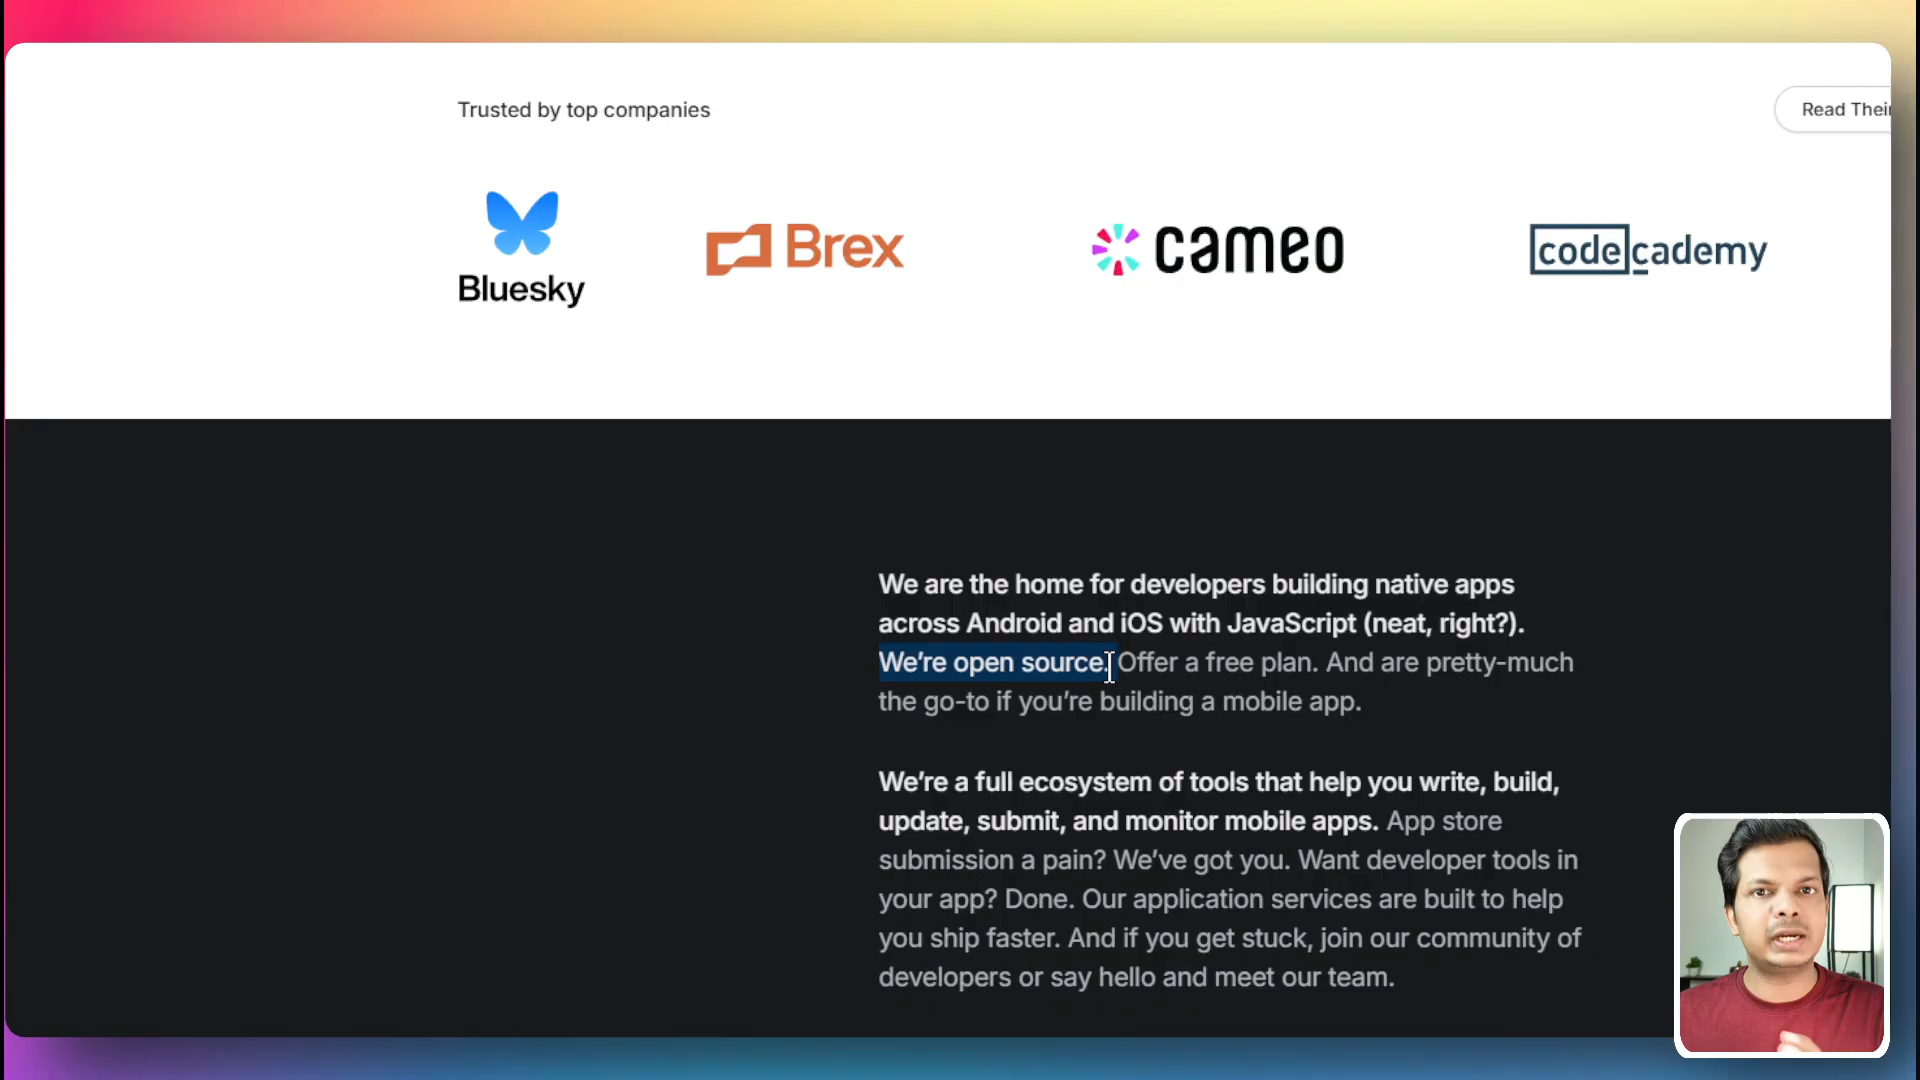 Trusted by top companies
Read Their
Bluesky
Brex
cameo
codecademy
We are the home for developers building native apps
across Android and iOS with JavaScript (neat, right?).
We’re open source. Offer a free plan. And are pretty-much
the go-to if you’re building a mobile app.
We’re a full ecosystem of tools that help you write, build,
update, submit, and monitor mobile apps. App store
submission a pain? We’ve got you. Want developer tools in
your app? Done. Our application services are built to help
you ship faster. And if you get stuck, join our community of
developers or say hello and meet our team.